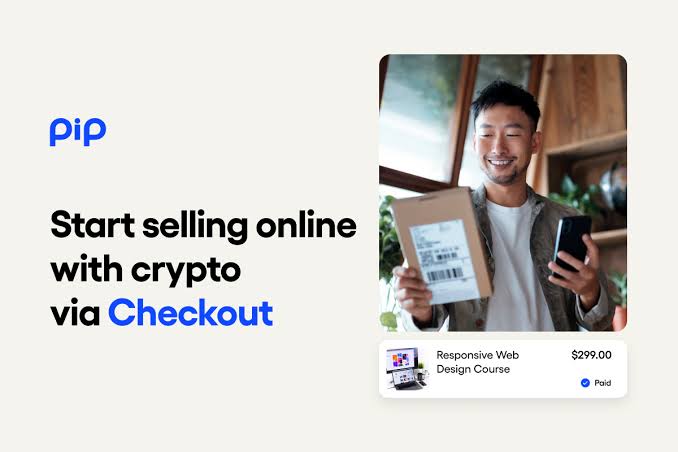 pip
Start selling online
with crypto
via Checkout
Responsive Web
Design Course
$299.00
Paid